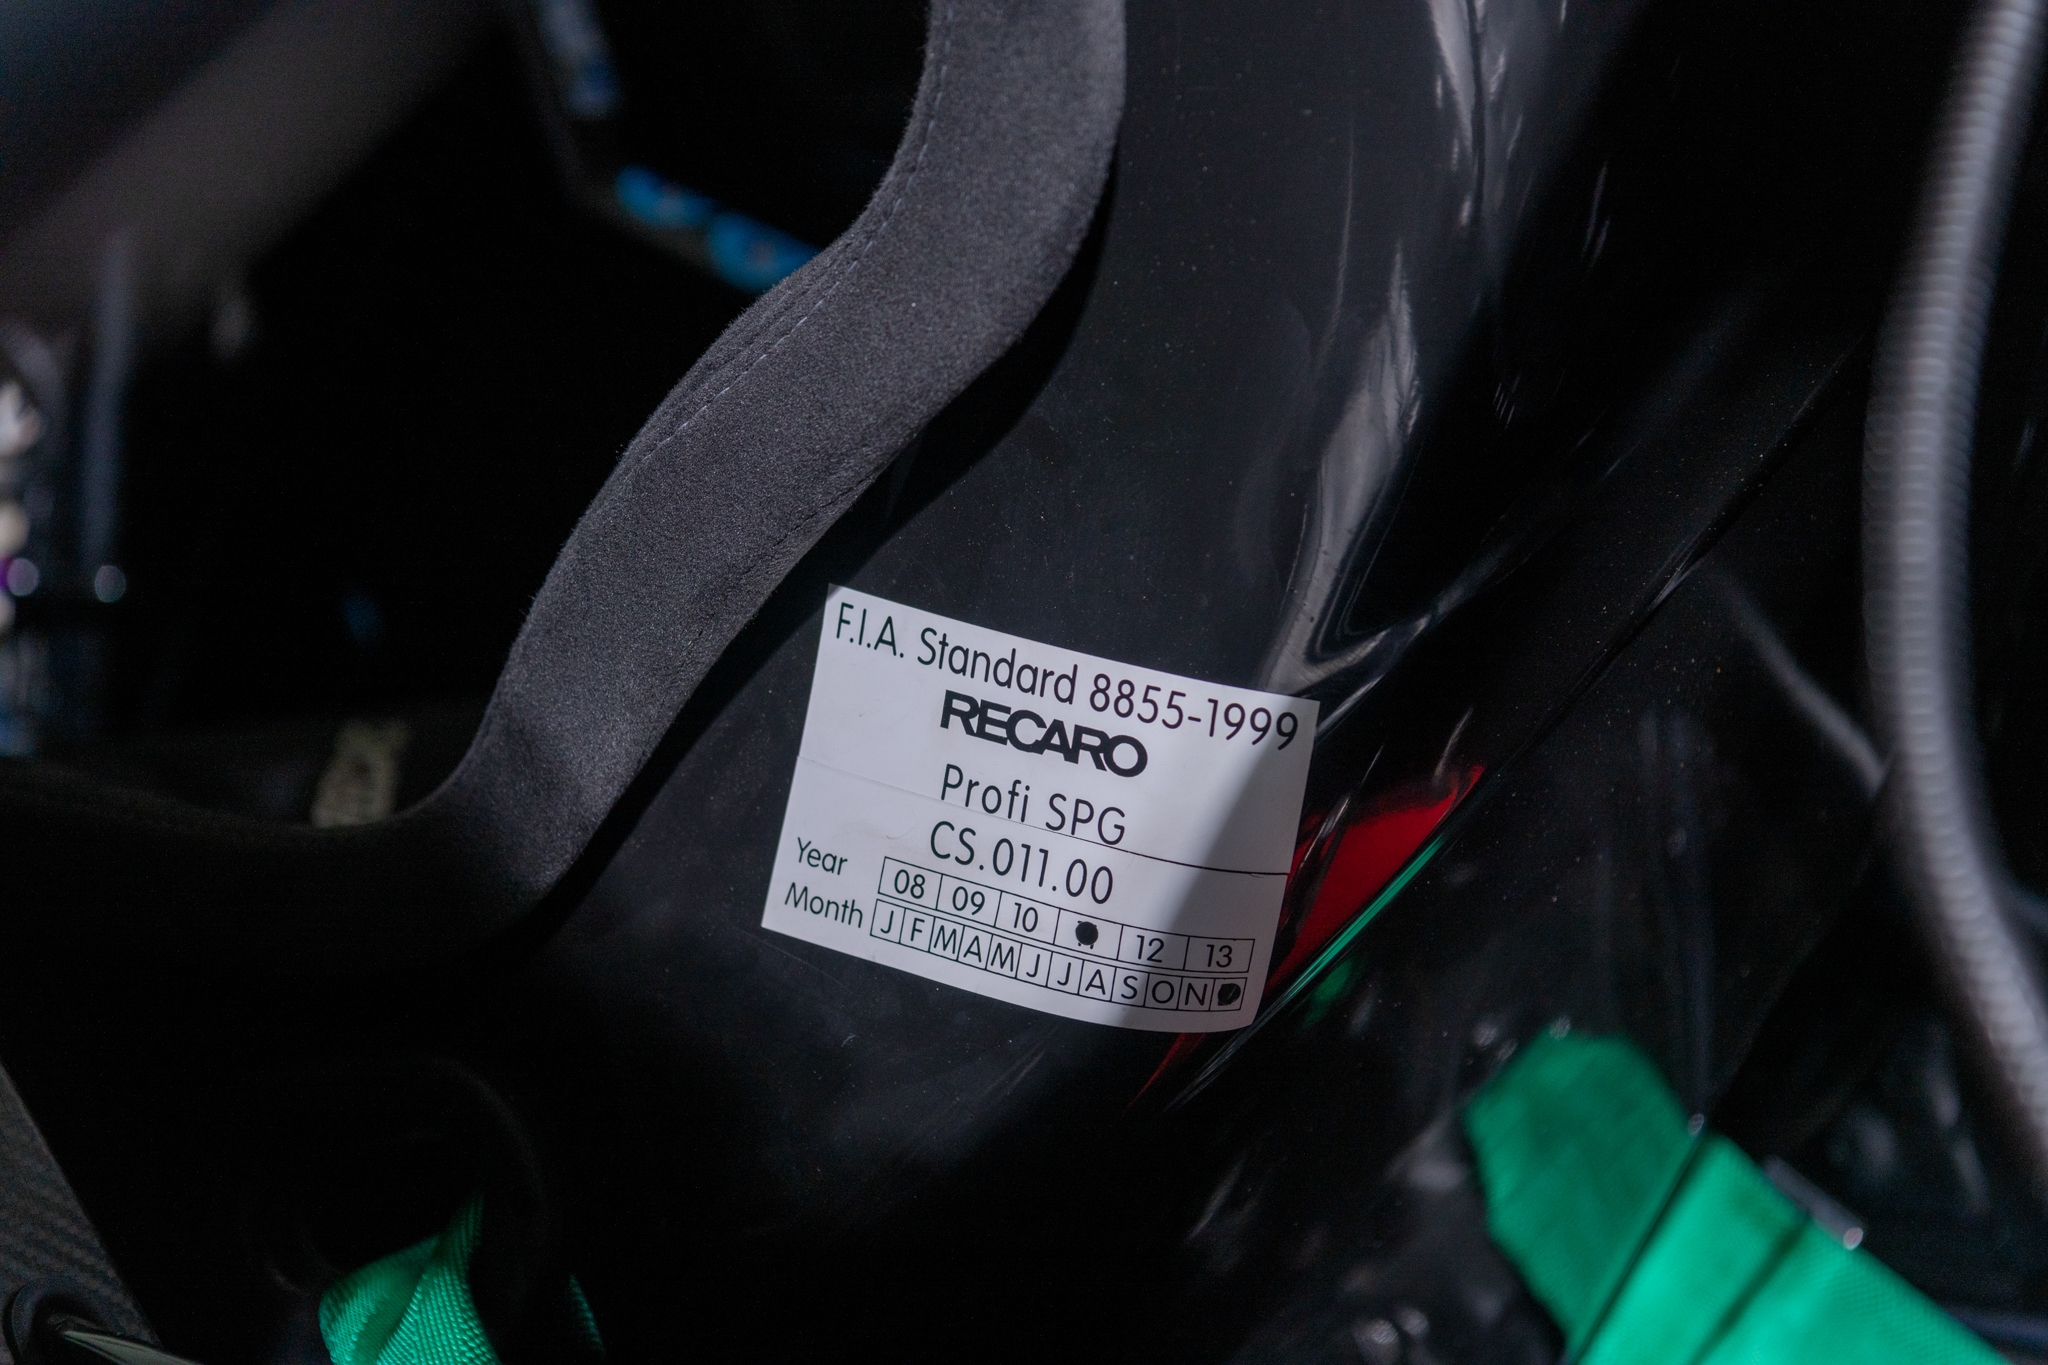 F.I.A. Standard 8855-1999
RECARO
Profi SPG
CS.011.00
Year 08 09 10 12 13
Month J F M A M J J A S O N